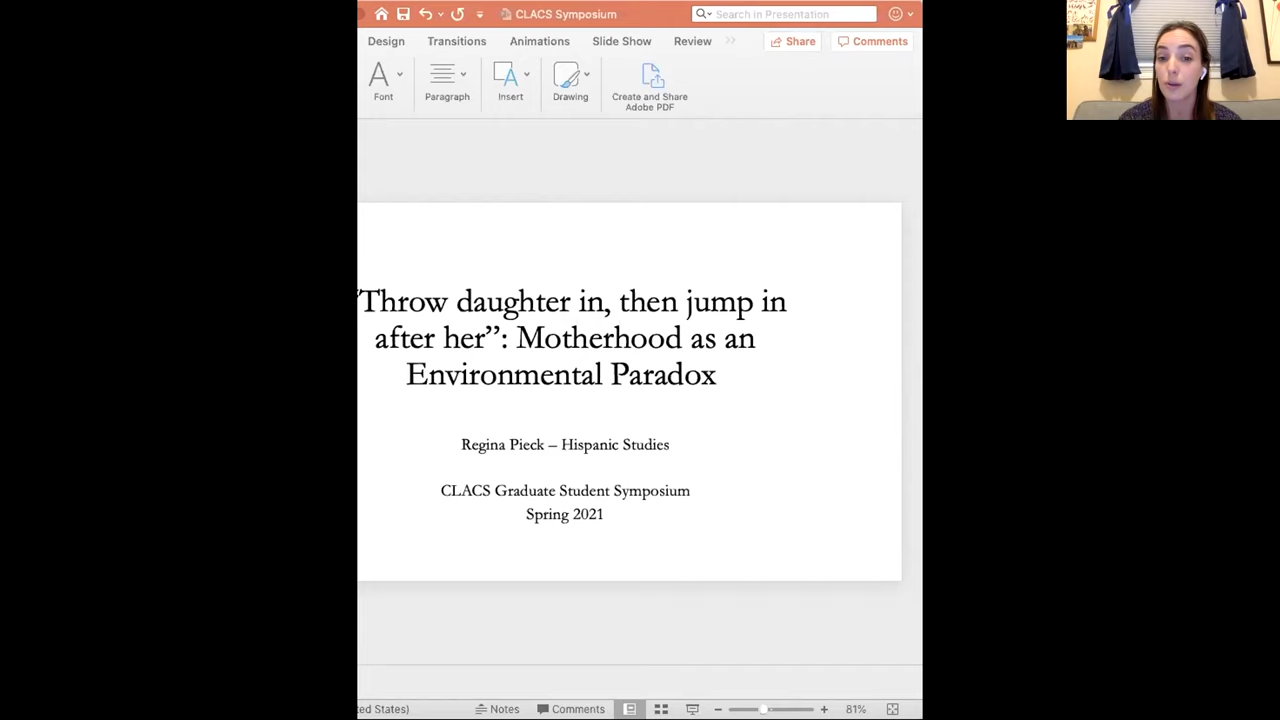 CLACS Symposium
Search in Presentation
Design Transitions Animations Slide Show Review Share Comments
Font Paragraph Insert Drawing Create and Share
Adobe PDF
“Throw daughter in, then jump in
after her”: Motherhood as an
Environmental Paradox
Regina Pieck – Hispanic Studies
CLACS Graduate Student Symposium
Spring 2021
States) Notes Comments 81%